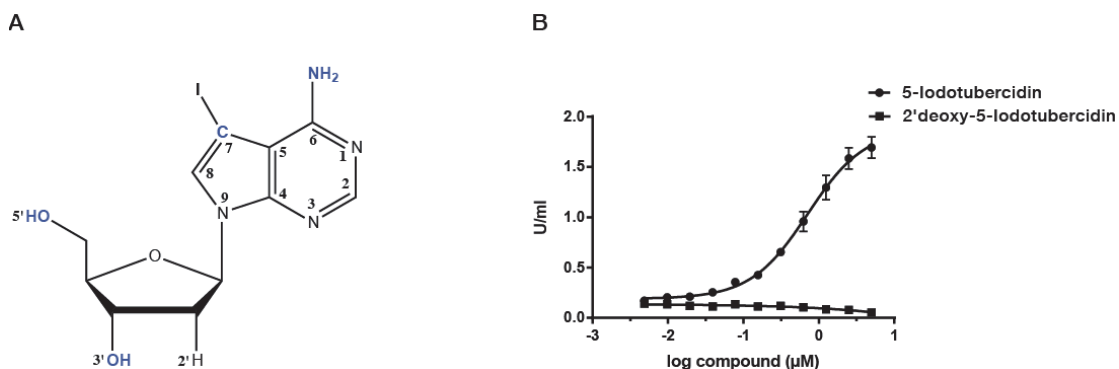 A
B
NH₂
I
C
7
6
N
5
1
8
2
9
4
3
N
N
5'HO
O
3'OH
2'H
5-Iodotubercidin
2'deoxy-5-Iodotubercidin
2.0
1.5
1.0
0.5
0.0
U/ml
-3 -2 -1 0 1
log compound (µM)